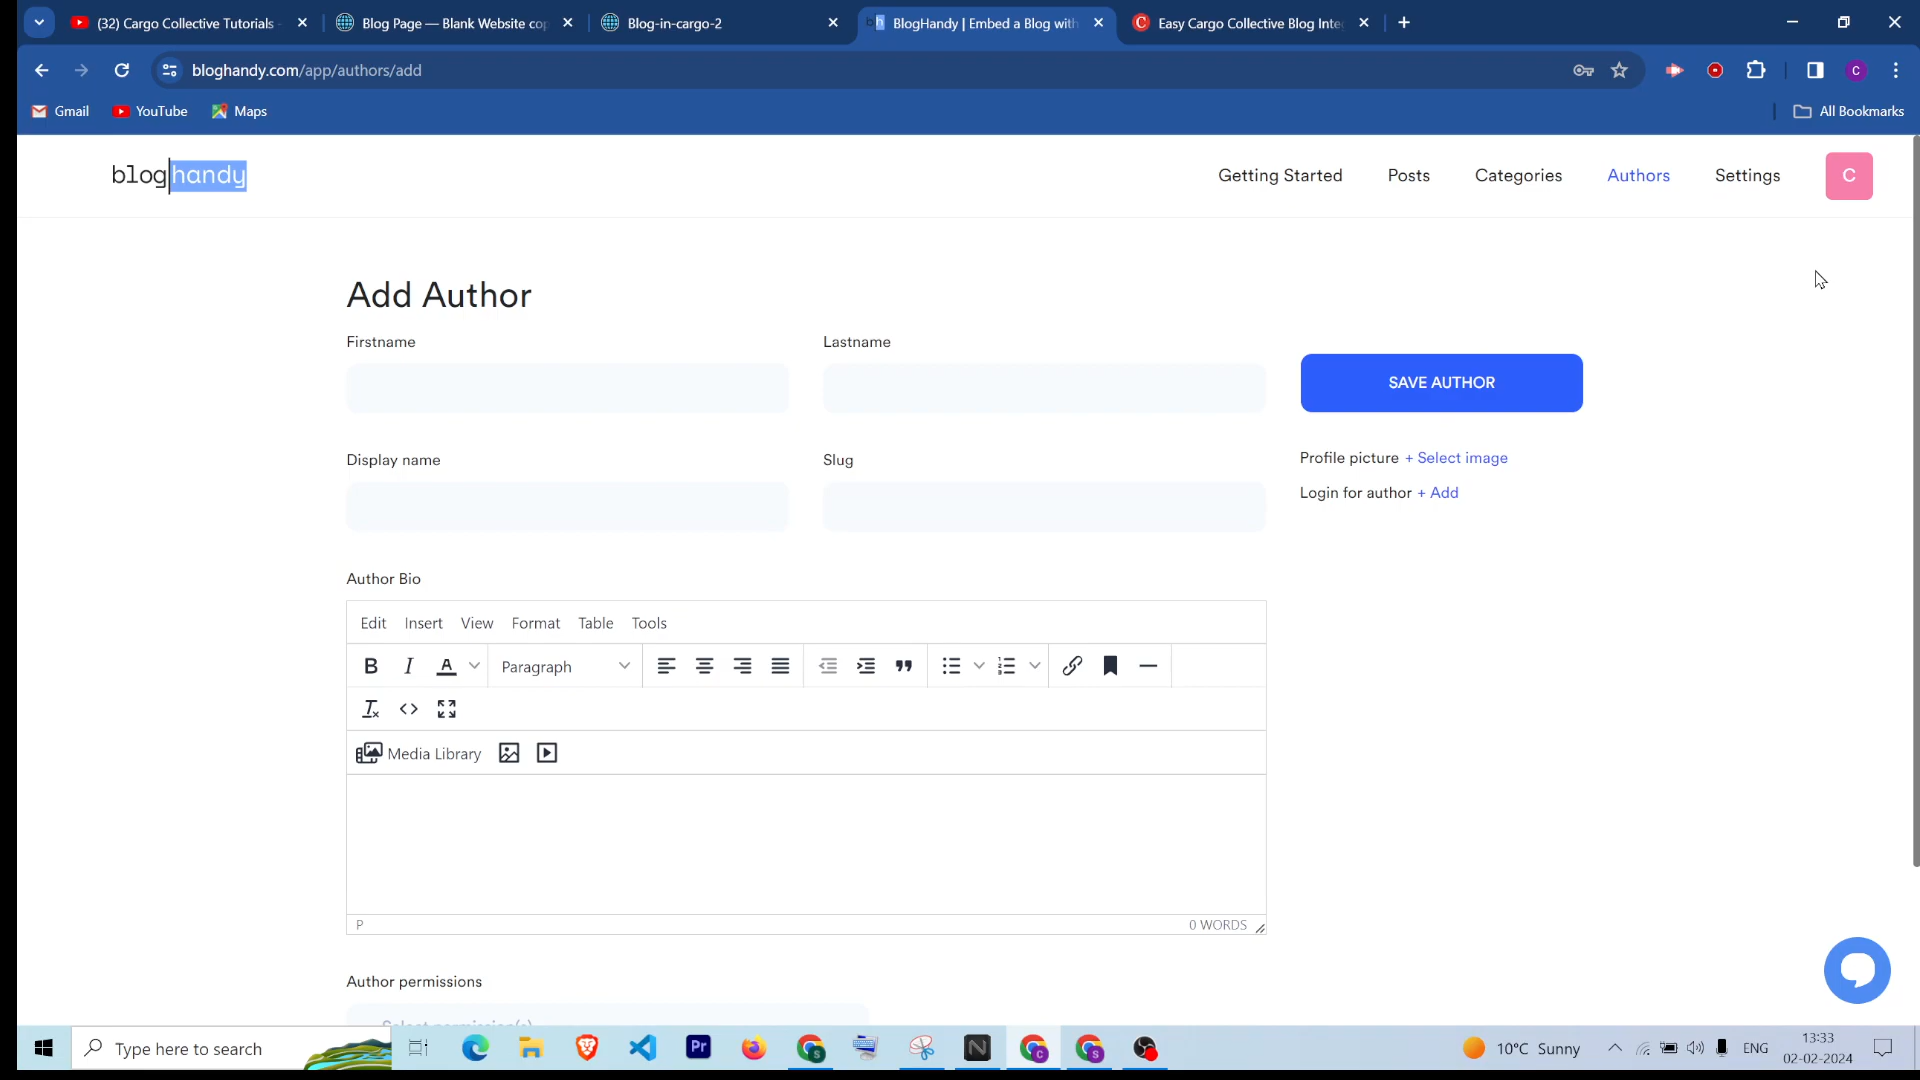 (32) Cargo Collective Tutorials -
Blog Page — Blank Website cop
Blog-in-cargo-2
BlogHandy | Embed a Blog with
Easy Cargo Collective Blog Inte
bloghandy.com/app/authors/add
C
Gmail
YouTube
Maps
All Bookmarks
bloghandy
Getting Started
Posts
Categories
Authors
Settings
C
Add Author
Firstname
Lastname
SAVE AUTHOR
Display name
Slug
Profile picture + Select image
Login for author + Add
Author Bio
Edit Insert View Format Table Tools
Paragraph
Media Library
P
0 WORDS
Author permissions
Select permission(s)
Type here to search
10°C Sunny
ENG
13:33
02-02-2024